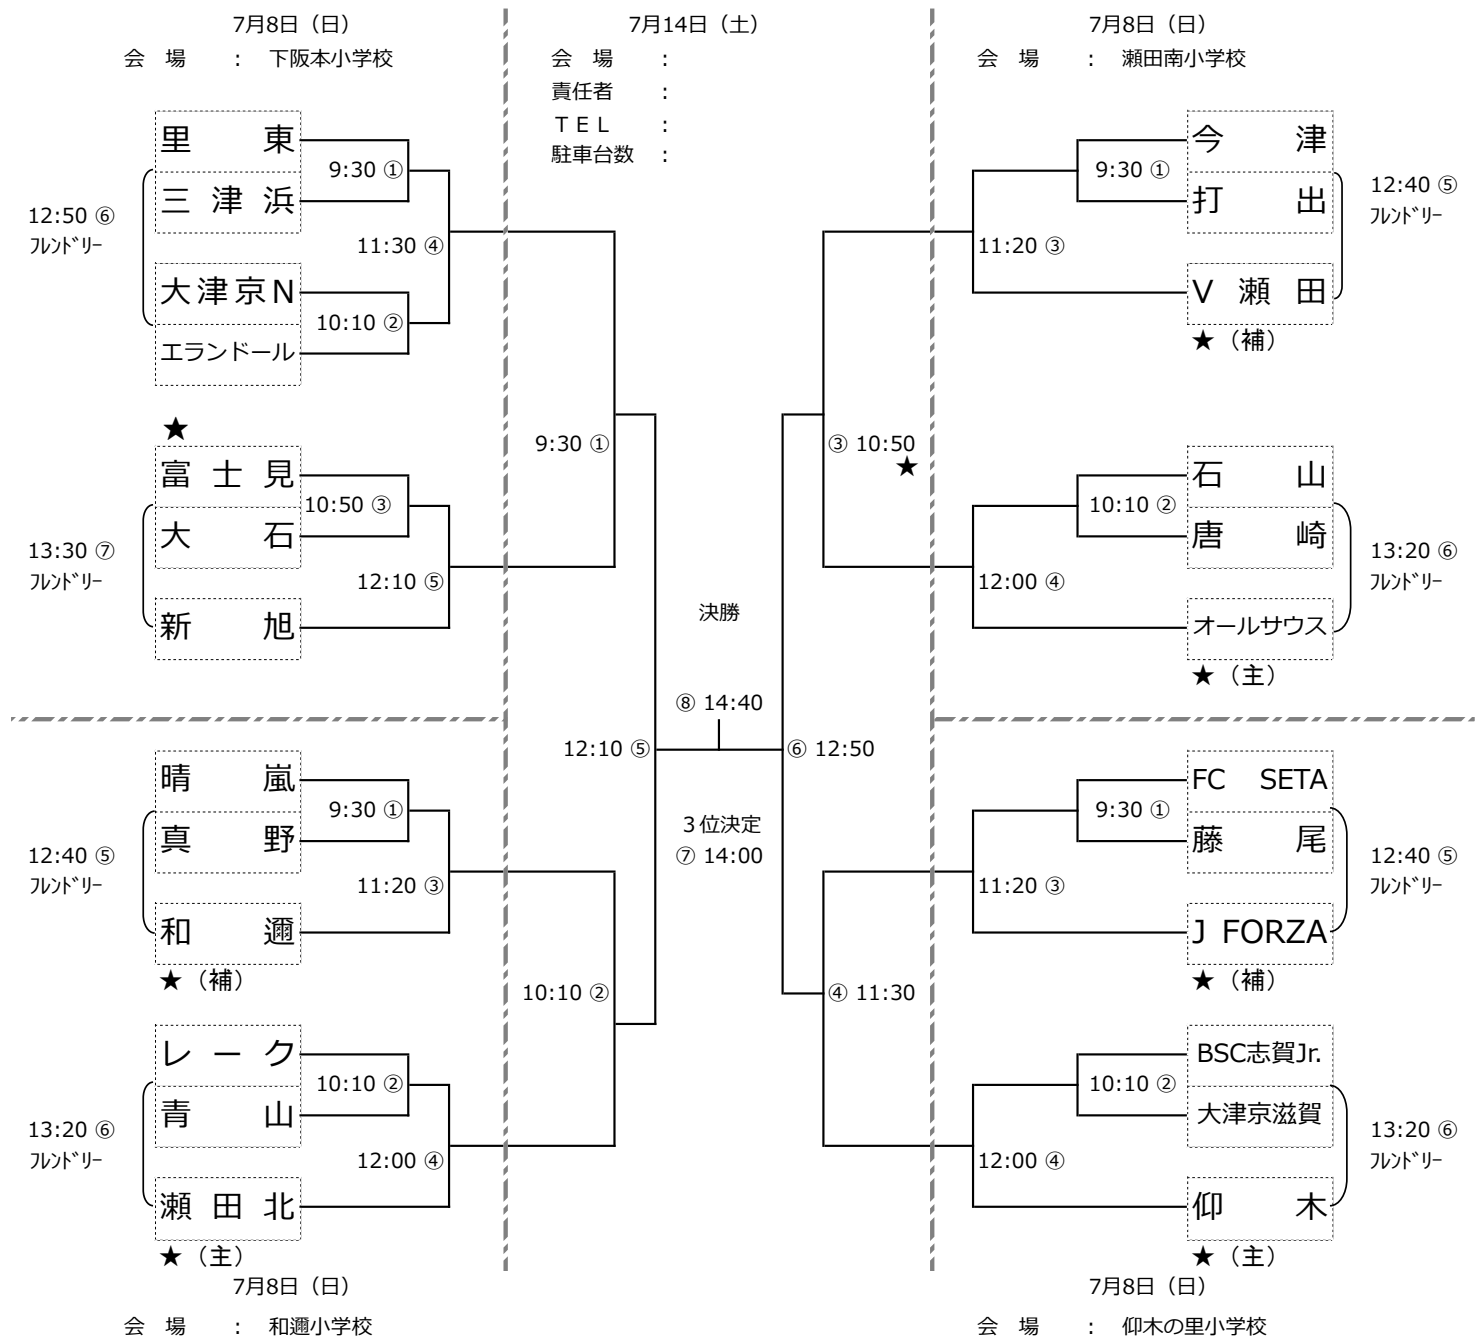 7月8日（日）
会　場　：　下阪本小学校
里　東
9:30 ①
三 津 浜
12:50 ⑥
ﾌﾚﾝﾄﾞﾘｰ
11:30 ④
大津京N
10:10 ②
エランドール
★
富 士 見
10:50 ③
大　石
13:30 ⑦
ﾌﾚﾝﾄﾞﾘｰ
12:10 ⑤
新　旭
晴　嵐
9:30 ①
真　野
12:40 ⑤
ﾌﾚﾝﾄﾞﾘｰ
11:20 ③
和　邇
★（補）
レ ー ク
10:10 ②
青　山
13:20 ⑥
ﾌﾚﾝﾄﾞﾘｰ
12:00 ④
瀬 田 北
★（主）
7月8日（日）
会　場　：　和邇小学校
7月14日（土）
会　場　：
責任者　：
ＴＥＬ　：
駐車台数　：
9:30 ①
③ 10:50
★
決勝
⑧ 14:40
12:10 ⑤
⑥ 12:50
３位決定
⑦ 14:00
10:10 ②
④ 11:30
7月8日（日）
会　場　：　瀬田南小学校
今　津
9:30 ①
打　出
12:40 ⑤
ﾌﾚﾝﾄﾞﾘｰ
11:20 ③
V 瀬 田
★（補）
石　山
10:10 ②
唐　崎
13:20 ⑥
ﾌﾚﾝﾄﾞﾘｰ
12:00 ④
オールサウス
★（主）
FC SETA
9:30 ①
藤　尾
12:40 ⑤
ﾌﾚﾝﾄﾞﾘｰ
11:20 ③
J FORZA
★（補）
BSC志賀Jr.
10:10 ②
大津京滋賀
13:20 ⑥
ﾌﾚﾝﾄﾞﾘｰ
12:00 ④
仰　木
★（主）
7月8日（日）
会　場　：　仰木の里小学校